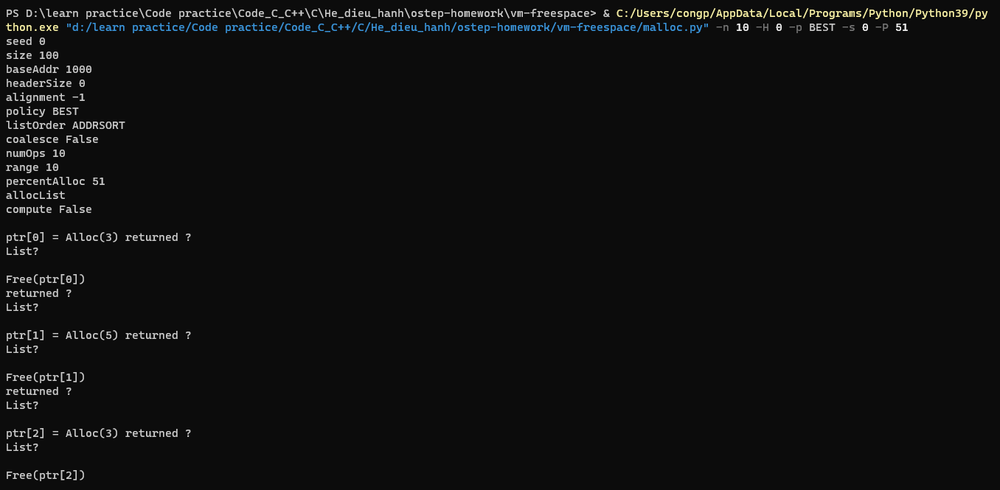 PS D:\learn practice\Code practice\Code_C_C++\C\He_dieu_hanh\ostep-homework\vm-freespace> & C:/Users/congp/AppData/Local/Programs/Python/Python39/py
thon.exe "d:/learn practice/Code practice/Code_C_C++/C/He_dieu_hanh/ostep-homework/vm-freespace/malloc.py" -n 10 -H 0 -p BEST -s 0 -P 51
seed 0
size 100
baseAddr 1000
headerSize 0
alignment -1
policy BEST
listOrder ADDRSORT
coalesce False
numOps 10
range 10
percentAlloc 51
allocList
compute False

ptr[0] = Alloc(3) returned ?
List?

Free(ptr[0])
returned ?
List?

ptr[1] = Alloc(5) returned ?
List?

Free(ptr[1])
returned ?
List?

ptr[2] = Alloc(3) returned ?
List?

Free(ptr[2])